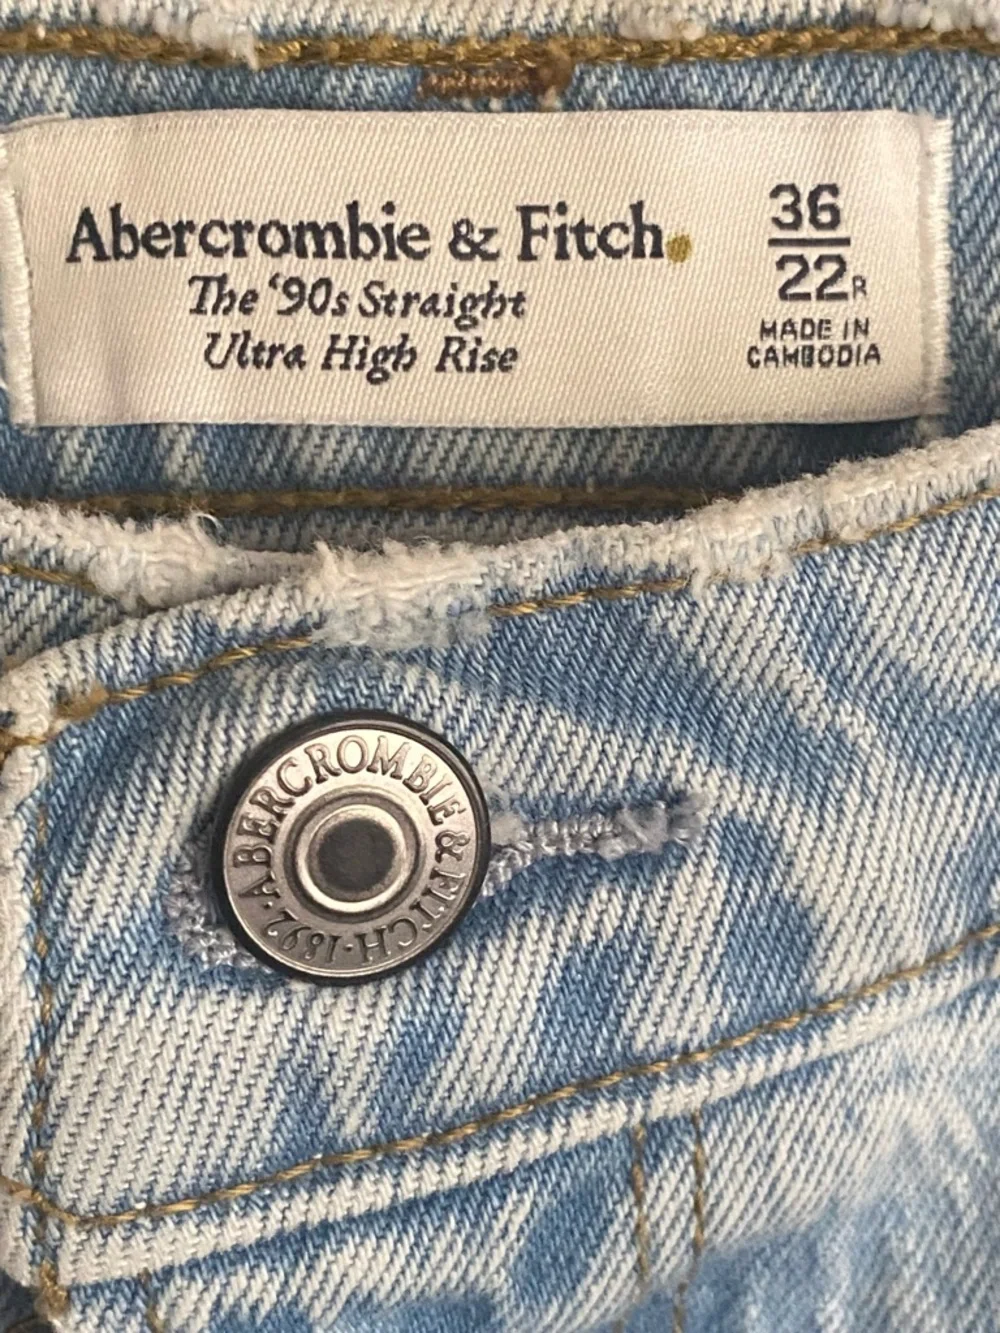 Abercrombie & Fitch.
The '90s Straight
Ultra High Rise
36
22R
MADE IN
CAMBODIA
ABERCROMBIE & FITCH · 1892 ·